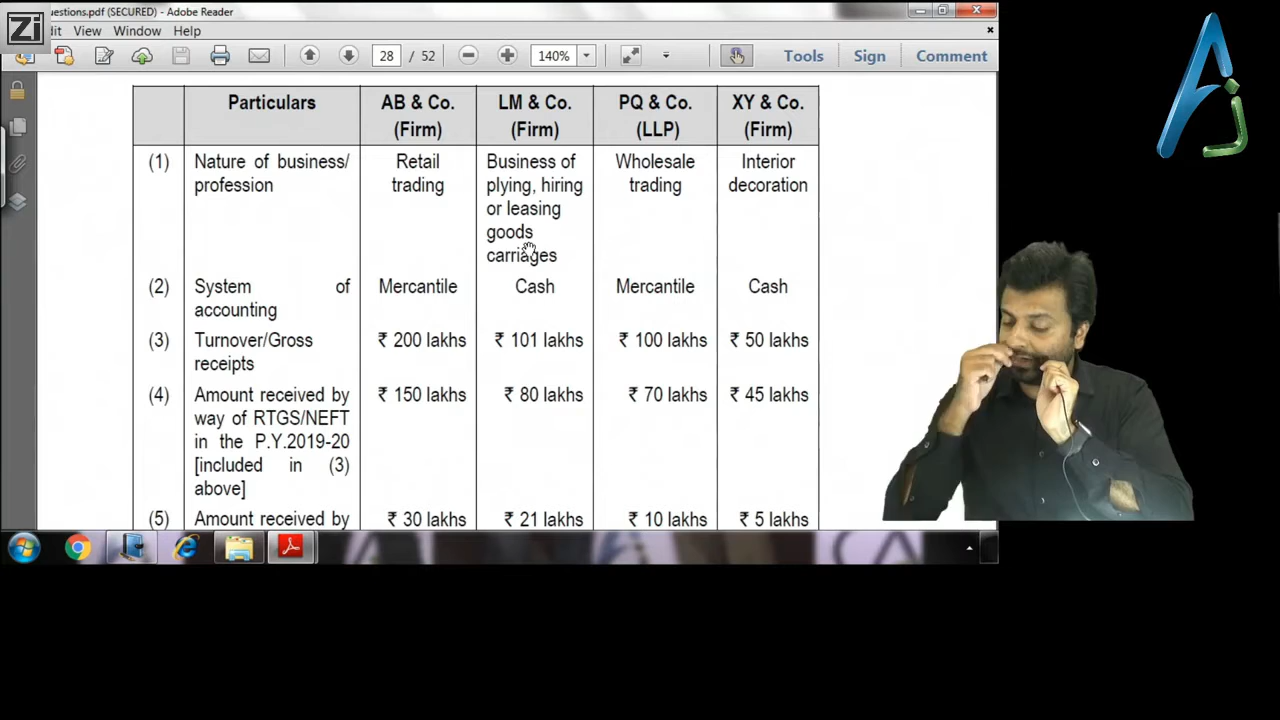 Zi
uestions.pdf (SECURED) - Adobe Reader
dit View Window Help
28 / 52 140% Tools Sign Comment
Particulars AB & Co. (Firm) LM & Co. (Firm) PQ & Co. (LLP) XY & Co. (Firm)
(1) Nature of business/ Retail Business of Wholesale Interior
profession trading plying, hiring trading decoration
or leasing
goods
carriages
(2) System of Mercantile Cash Mercantile Cash
accounting
(3) Turnover/Gross ₹ 200 lakhs ₹ 101 lakhs ₹ 100 lakhs ₹ 50 lakhs
receipts
(4) Amount received by ₹ 150 lakhs ₹ 80 lakhs ₹ 70 lakhs ₹ 45 lakhs
way of RTGS/NEFT
in the P.Y.2019-20
[included in (3)
above]
(5) Amount received by ₹ 30 lakhs ₹ 21 lakhs ₹ 10 lakhs ₹ 5 lakhs